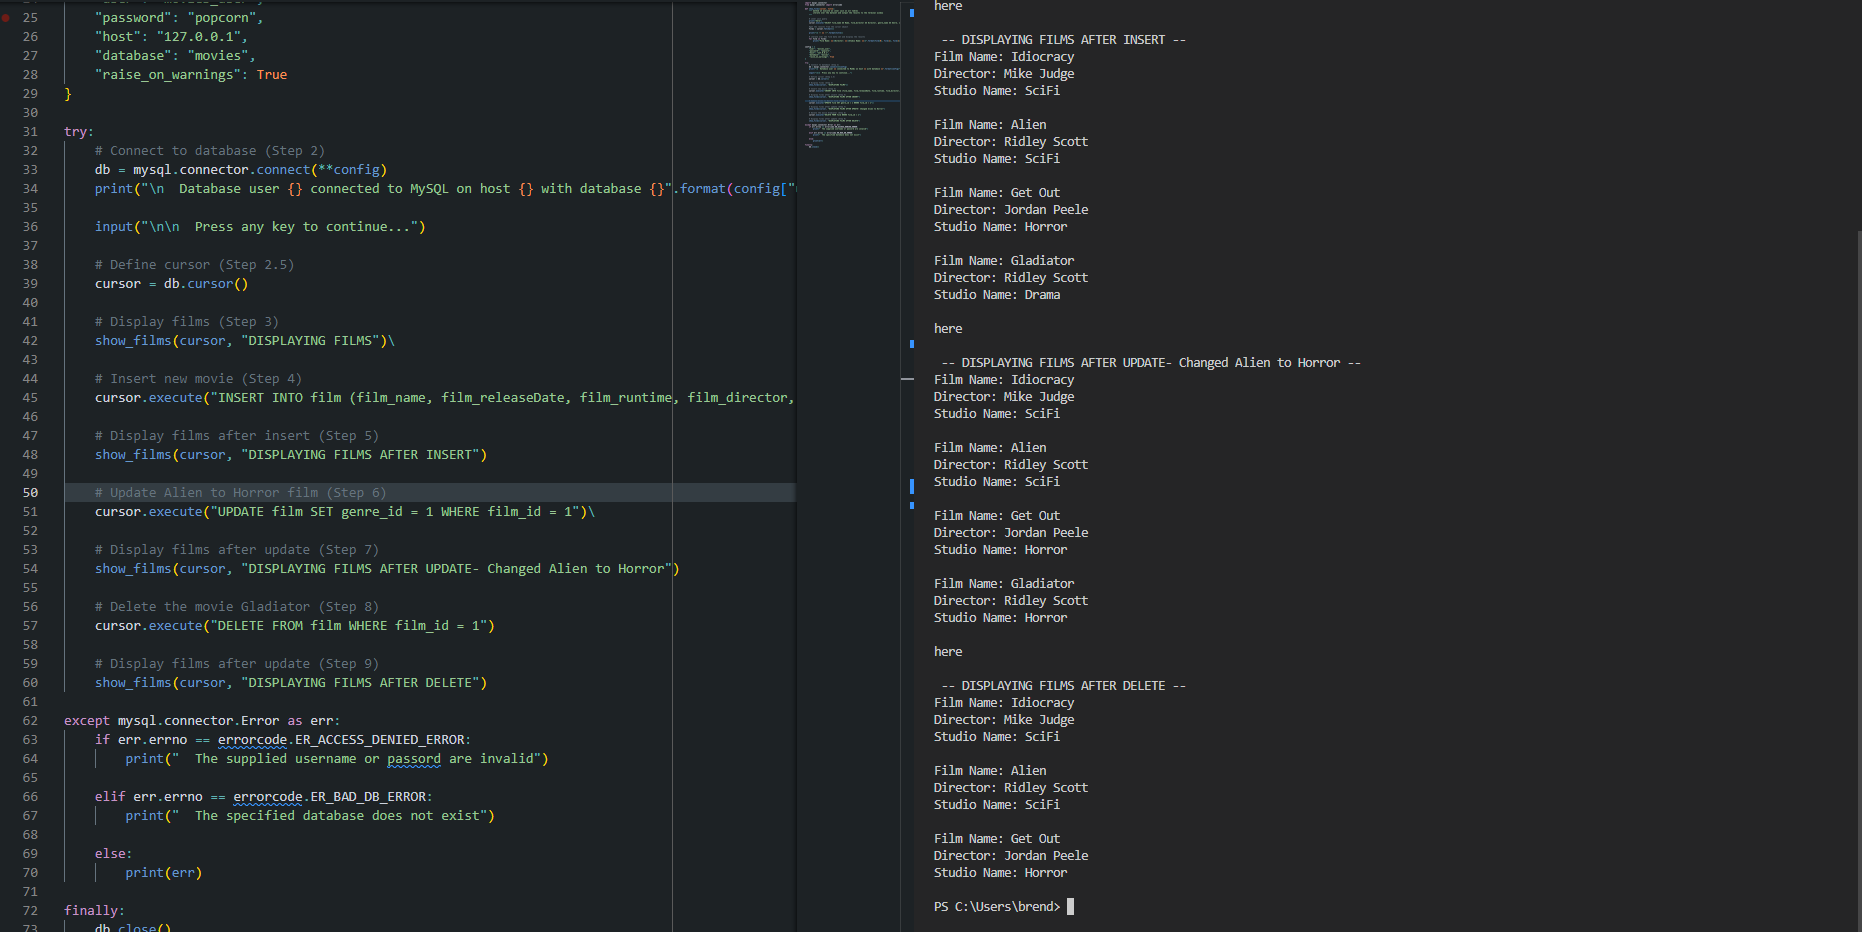 25 "password": "popcorn",
26 "host": "127.0.0.1",
27 "database": "movies",
28 "raise_on_warnings": True
29 }
30
31 try:
32 # Connect to database (Step 2)
33 db = mysql.connector.connect(**config)
34 print("\n  Database user {} connected to MySQL on host {} with database {}".format(config["
35
36 input("\n\n  Press any key to continue...")
37
38 # Define cursor (Step 2.5)
39 cursor = db.cursor()
40
41 # Display films (Step 3)
42 show_films(cursor, "DISPLAYING FILMS")\
43
44 # Insert new movie (Step 4)
45 cursor.execute("INSERT INTO film (film_name, film_releaseDate, film_runtime, film_director,
46
47 # Display films after insert (Step 5)
48 show_films(cursor, "DISPLAYING FILMS AFTER INSERT")
49
50 # Update Alien to Horror film (Step 6)
51 cursor.execute("UPDATE film SET genre_id = 1 WHERE film_id = 1")\
52
53 # Display films after update (Step 7)
54 show_films(cursor, "DISPLAYING FILMS AFTER UPDATE- Changed Alien to Horror")
55
56 # Delete the movie Gladiator (Step 8)
57 cursor.execute("DELETE FROM film WHERE film_id = 1")
58
59 # Display films after update (Step 9)
60 show_films(cursor, "DISPLAYING FILMS AFTER DELETE")
61
62 except mysql.connector.Error as err:
63 if err.errno == errorcode.ER_ACCESS_DENIED_ERROR:
64 print("  The supplied username or passord are invalid")
65
66 elif err.errno == errorcode.ER_BAD_DB_ERROR:
67 print("  The specified database does not exist")
68
69 else:
70 print(err)
71
72 finally:
73 db.close()
here
-- DISPLAYING FILMS AFTER INSERT --
Film Name: Idiocracy
Director: Mike Judge
Studio Name: SciFi
Film Name: Alien
Director: Ridley Scott
Studio Name: SciFi
Film Name: Get Out
Director: Jordan Peele
Studio Name: Horror
Film Name: Gladiator
Director: Ridley Scott
Studio Name: Drama
here
-- DISPLAYING FILMS AFTER UPDATE- Changed Alien to Horror --
Film Name: Idiocracy
Director: Mike Judge
Studio Name: SciFi
Film Name: Alien
Director: Ridley Scott
Studio Name: SciFi
Film Name: Get Out
Director: Jordan Peele
Studio Name: Horror
Film Name: Gladiator
Director: Ridley Scott
Studio Name: Horror
here
-- DISPLAYING FILMS AFTER DELETE --
Film Name: Idiocracy
Director: Mike Judge
Studio Name: SciFi
Film Name: Alien
Director: Ridley Scott
Studio Name: SciFi
Film Name: Get Out
Director: Jordan Peele
Studio Name: Horror
PS C:\Users\brend>